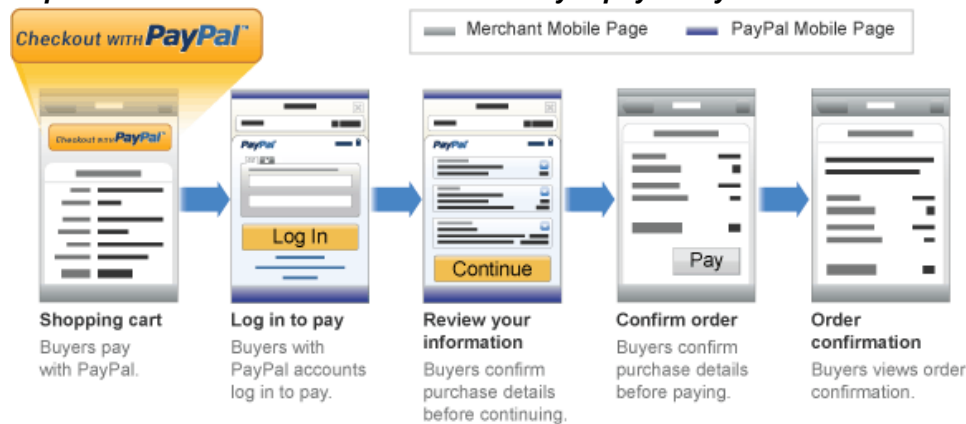 Checkout WITH PayPal™
Merchant Mobile Page
PayPal Mobile Page
Checkout WITH PayPal
PayPal
Log In
PayPal
Continue
Pay
Shopping cart
Buyers pay
with PayPal.
Log in to pay
Buyers with
PayPal accounts
log in to pay.
Review your
information
Buyers confirm
purchase details
before continuing.
Confirm order
Buyers confirm
purchase details
before paying.
Order
confirmation
Buyers views order
confirmation.